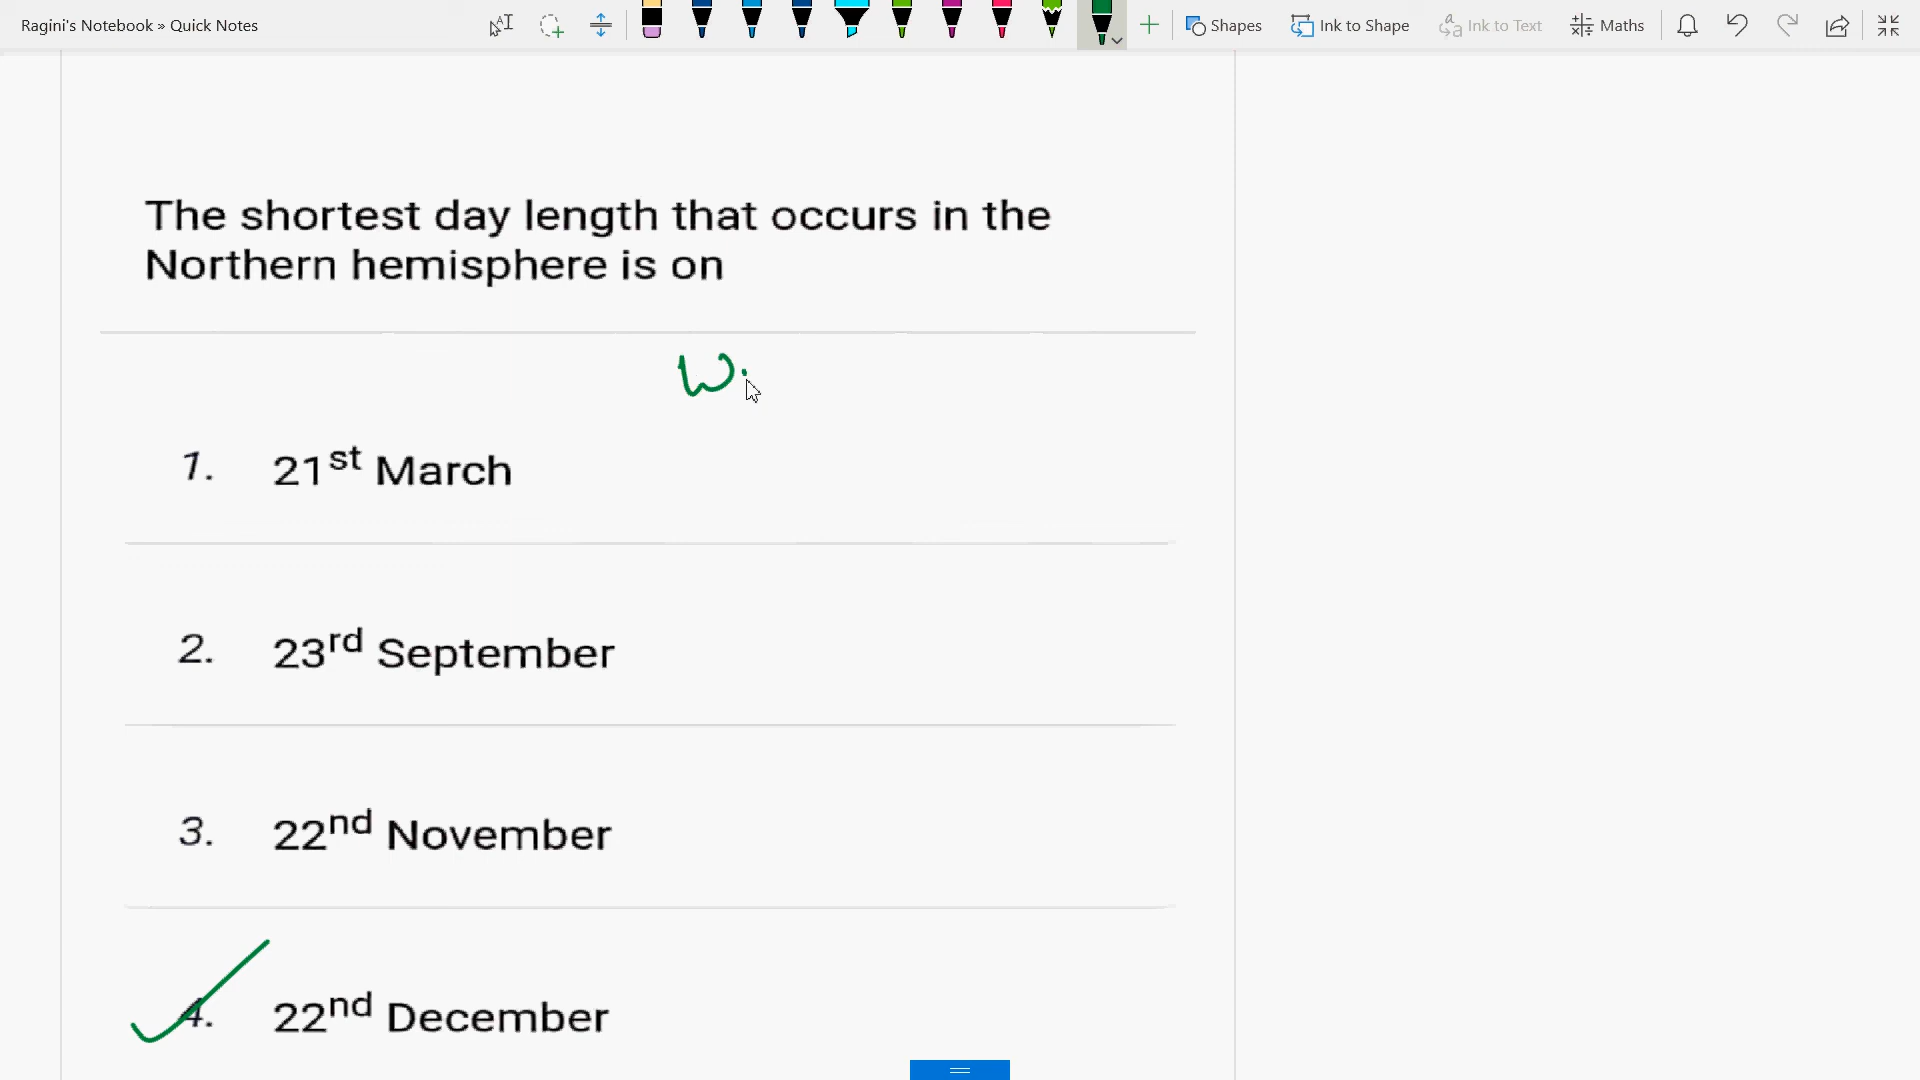 Ragini's Notebook » Quick Notes
Shapes
Ink to Shape
Ink to Text
Maths
The shortest day length that occurs in the
Northern hemisphere is on
W.
1. 21st March
2. 23rd September
3. 22nd November
4. 22nd December